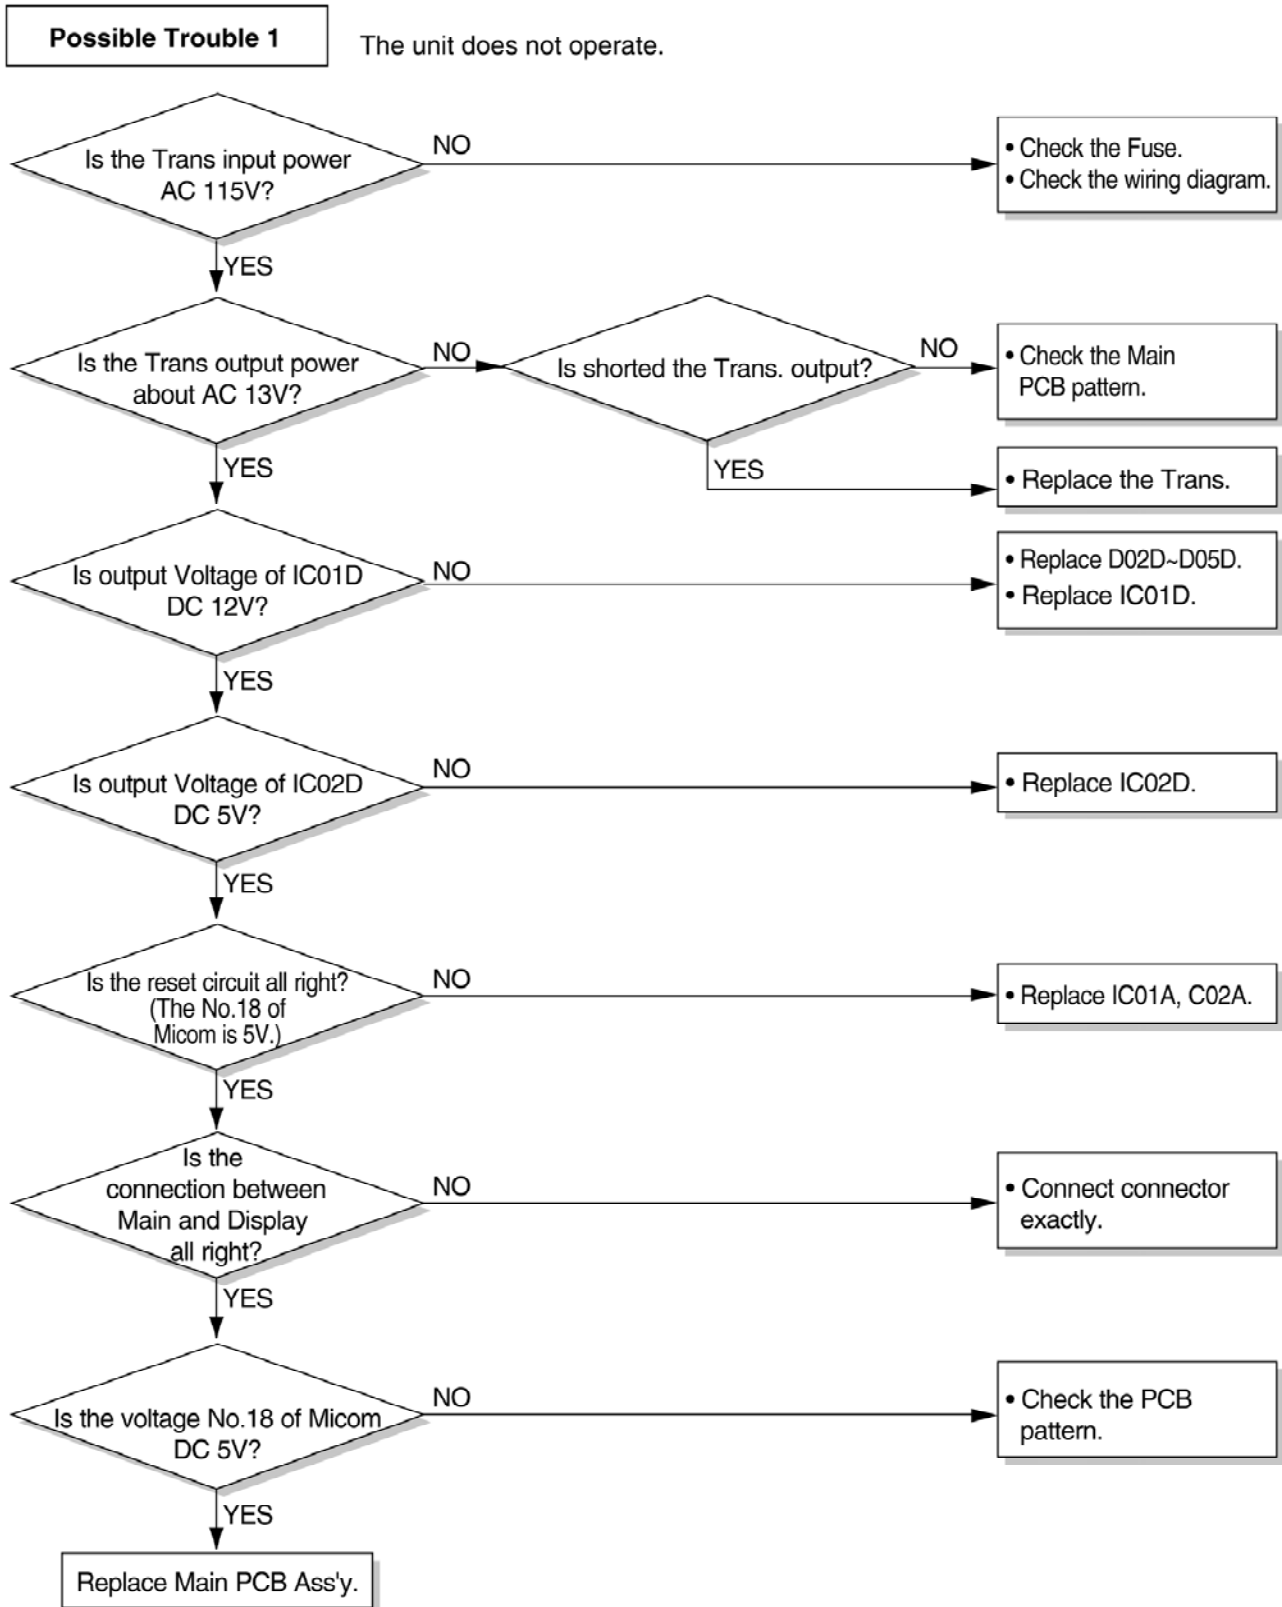 Possible Trouble 1
The unit does not operate.
Is the Trans input power
AC 115V?
NO
• Check the Fuse.
• Check the wiring diagram.
YES
Is the Trans output power
about AC 13V?
NO
Is shorted the Trans. output?
NO
• Check the Main
PCB pattern.
YES
• Replace the Trans.
YES
Is output Voltage of IC01D
DC 12V?
NO
• Replace D02D~D05D.
• Replace IC01D.
YES
Is output Voltage of IC02D
DC 5V?
NO
• Replace IC02D.
YES
Is the reset circuit all right?
(The No.18 of
Micom is 5V.)
NO
• Replace IC01A, C02A.
YES
Is the
connection between
Main and Display
all right?
NO
• Connect connector
exactly.
YES
Is the voltage No.18 of Micom
DC 5V?
NO
• Check the PCB
pattern.
YES
Replace Main PCB Ass'y.